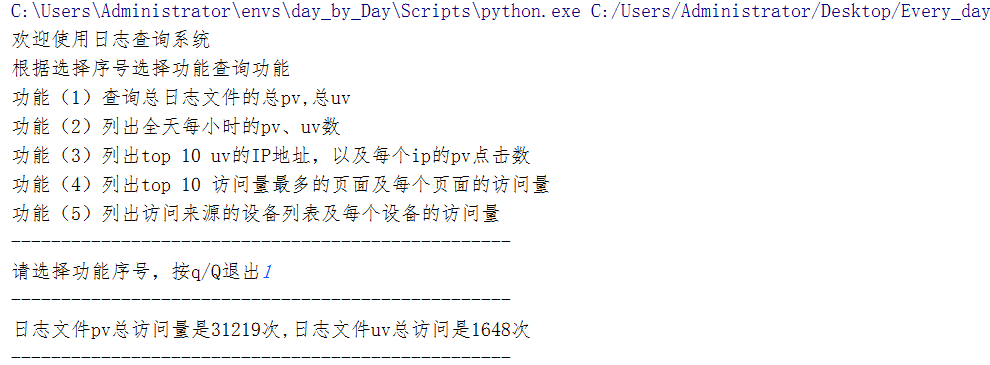 C:\Users\Administrator\envs\day_by_Day\Scripts\python.exe C:/Users/Administrator/Desktop/Every_day
欢迎使用日志查询系统
根据选择序号选择功能查询功能
功能（1）查询总日志文件的总pv,总uv
功能（2）列出全天每小时的pv、uv数
功能（3）列出top 10 uv的IP地址，以及每个ip的pv点击数
功能（4）列出top 10 访问量最多的页面及每个页面的访问量
功能（5）列出访问来源的设备列表及每个设备的访问量
--------------------------------------------------
请选择功能序号，按q/Q退出1
--------------------------------------------------
日志文件pv总访问量是31219次,日志文件uv总访问是1648次
--------------------------------------------------